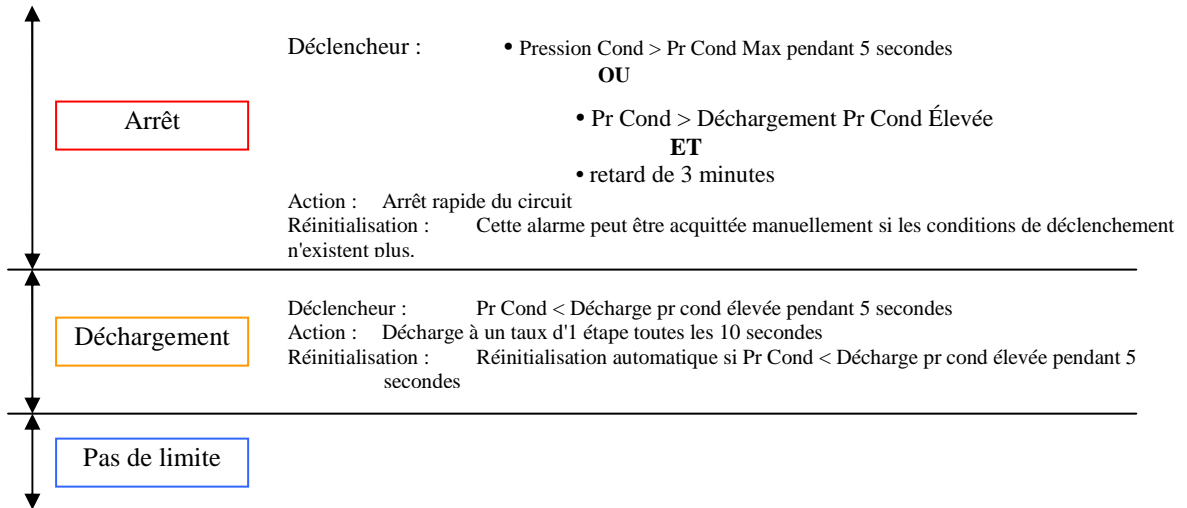 Déclencheur : • Pression Cond > Pr Cond Max pendant 5 secondes
OU
Arrêt
• Pr Cond > Déchargement Pr Cond Élevée
ET
• retard de 3 minutes
Action : Arrêt rapide du circuit
Réinitialisation : Cette alarme peut être acquittée manuellement si les conditions de déclenchement
n'existent plus.
Déclencheur : Pr Cond < Décharge pr cond élevée pendant 5 secondes
Déchargement
Action : Décharge à un taux d'1 étape toutes les 10 secondes
Réinitialisation : Réinitialisation automatique si Pr Cond < Décharge pr cond élevée pendant 5
secondes
Pas de limite